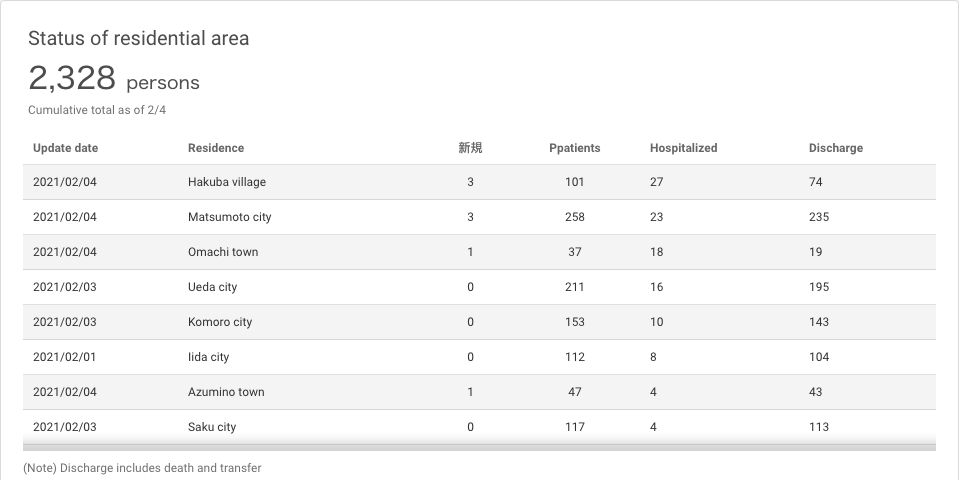 Status of residential area
2,328 persons
Cumulative total as of 2/4
Update date Residence 新規 Ppatients Hospitalized Discharge
2021/02/04 Hakuba village 3 101 27 74
2021/02/04 Matsumoto city 3 258 23 235
2021/02/04 Omachi town 1 37 18 19
2021/02/03 Ueda city 0 211 16 195
2021/02/03 Komoro city 0 153 10 143
2021/02/01 Iida city 0 112 8 104
2021/02/04 Azumino town 1 47 4 43
2021/02/03 Saku city 0 117 4 113
(Note) Discharge includes death and transfer